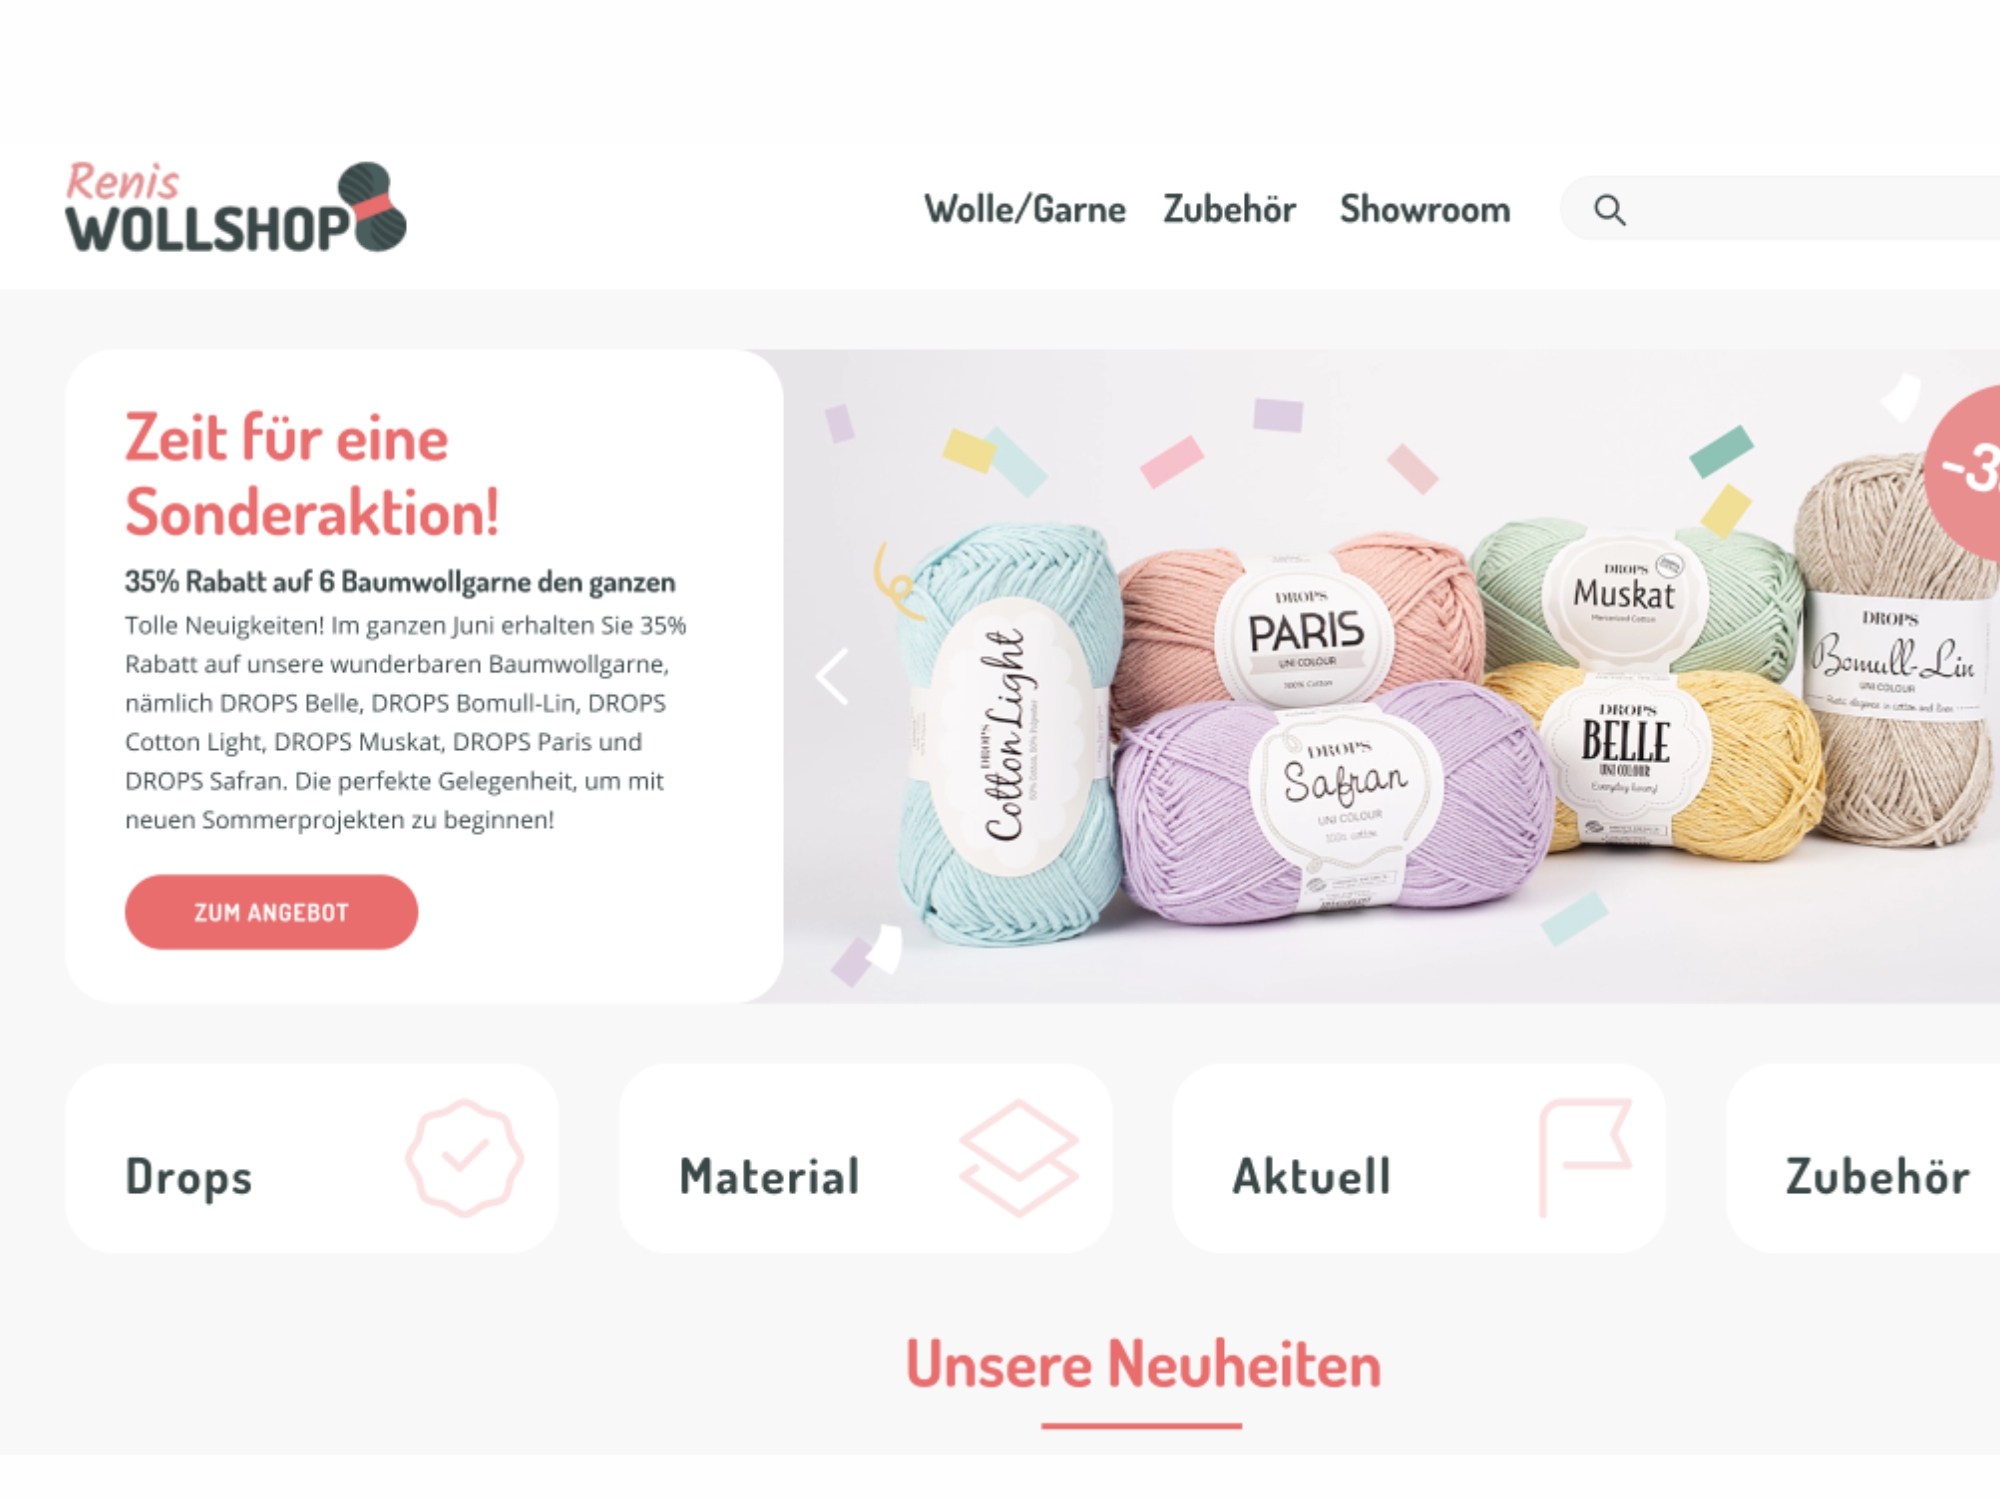 Renis
WOLLSHOP
Wolle/Garne Zubehör Showroom
Zeit für eine
Sonderaktion!
35% Rabatt auf 6 Baumwollgarne den ganzen
Tolle Neuigkeiten! Im ganzen Juni erhalten Sie 35%
Rabatt auf unsere wunderbaren Baumwollgarne,
nämlich DROPS Belle, DROPS Bomull-Lin, DROPS
Cotton Light, DROPS Muskat, DROPS Paris und
DROPS Safran. Die perfekte Gelegenheit, um mit
neuen Sommerprojekten zu beginnen!
ZUM ANGEBOT
DROPS
Cotton Light
DROPS
PARIS
UNI COLOUR
100% Cotton
DROPS
Muskat
Mercerized Cotton
DROPS
Bomull-Lin
UNI COLOUR
DROPS
Safran
UNI COLOUR
100% cotton
DROPS
BELLE
UNI COLOUR
Everyday luxury!
-3
Drops
Material
Aktuell
Zubehör
Unsere Neuheiten